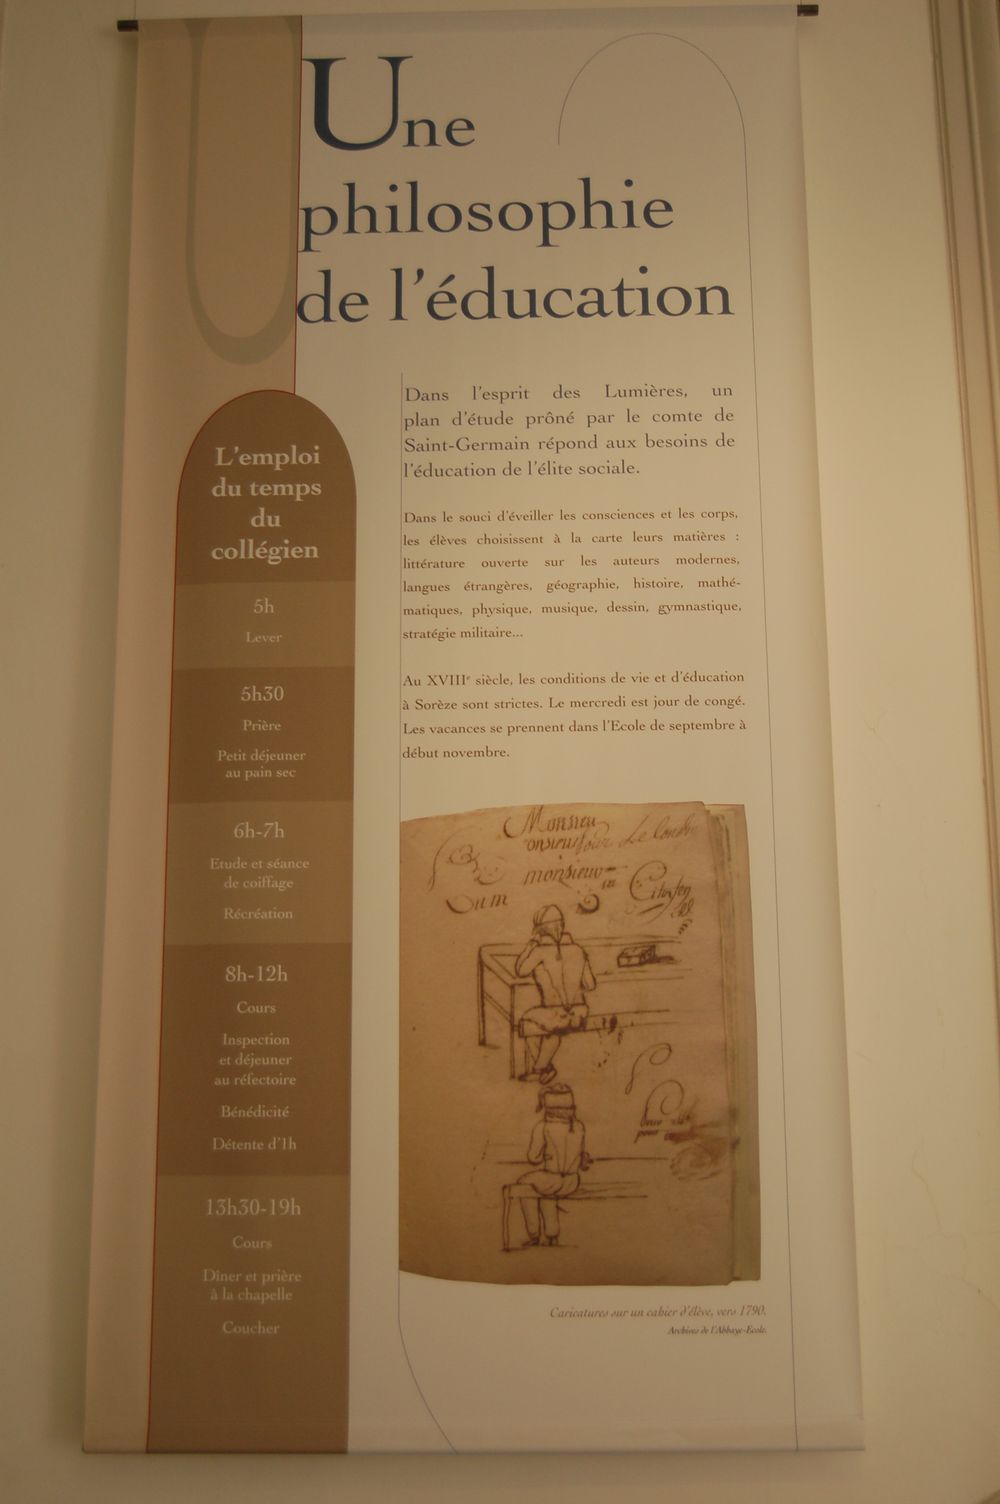 Une
philosophie
de l'éducation
Dans l'esprit des Lumières, un
plan d'étude prôné par le comte de
Saint-Germain répond aux besoins de
l'éducation de l'élite sociale.
Dans le souci d'éveiller les consciences et les corps,
les élèves choisissent à la carte leurs matières :
littérature ouverte sur les auteurs modernes,
langues étrangères, géographie, histoire, mathé-
matiques, physique, musique, dessin, gymnastique,
stratégie militaire...
Au XVIIIe siècle, les conditions de vie et d'éducation
à Sorèze sont strictes. Le mercredi est jour de congé.
Les vacances se prennent dans l'Ecole de septembre à
début novembre.
L'emploi
du temps
du
collégien
5h
Lever
5h30
Prière
Petit déjeuner
au pain sec
6h-7h
Etude et séance
de coiffage
Récréation
8h-12h
Cours
Inspection
et déjeuner
au réfectoire
Bénédicité
Détente d'1h
13h30-19h
Cours
Dîner et prière
à la chapelle
Coucher
Monsieu
onsieur pour
monsieur
Citoyen
Caricatures sur un cahier d'élève, vers 1790.
Archives de l'Abbaye-Ecole.